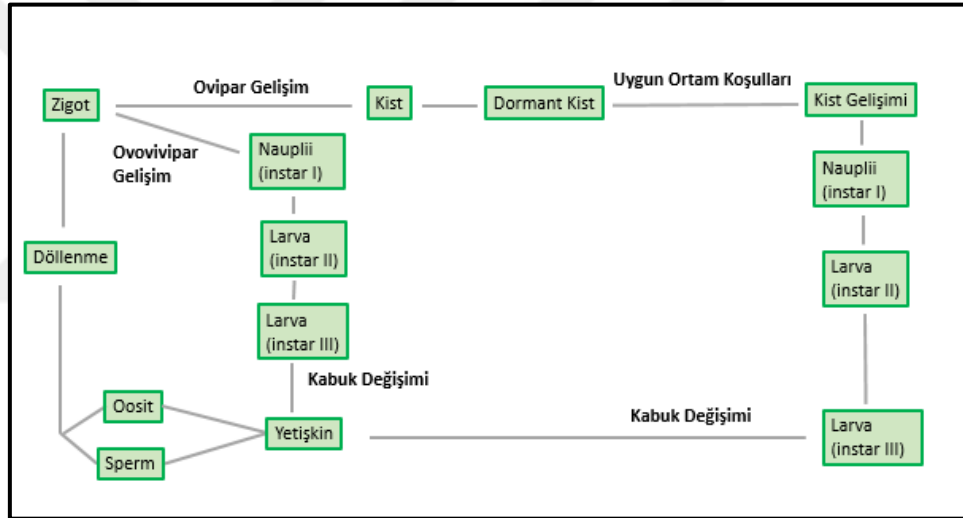 Ovipar Gelişim
Uygun Ortam Koşulları
Zigot
Kist
Dormant Kist
Kist Gelişimi
Ovovivipar
Gelişim
Nauplii
(instar I)
Nauplii
(instar I)
Döllenme
Larva
(instar II)
Larva
(instar II)
Larva
(instar III)
Kabuk Değişimi
Oosit
Yetişkin
Kabuk Değişimi
Larva
(instar III)
Sperm